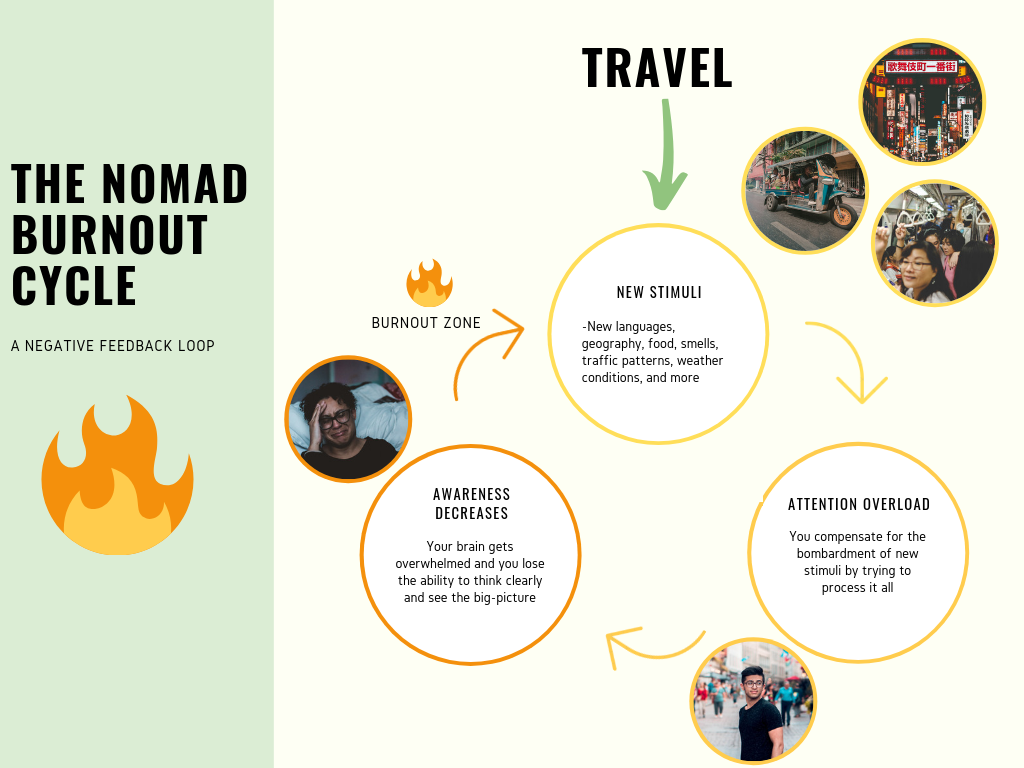 THE NOMAD
BURNOUT
CYCLE
A NEGATIVE FEEDBACK LOOP
TRAVEL
歌舞伎町一番街
NEW STIMULI
-New languages,
geography, food, smells,
traffic patterns, weather
conditions, and more
BURNOUT ZONE
ATTENTION OVERLOAD
You compensate for the
bombardment of new
stimuli by trying to
process it all
AWARENESS
DECREASES
Your brain gets
overwhelmed and you lose
the ability to think clearly
and see the big-picture